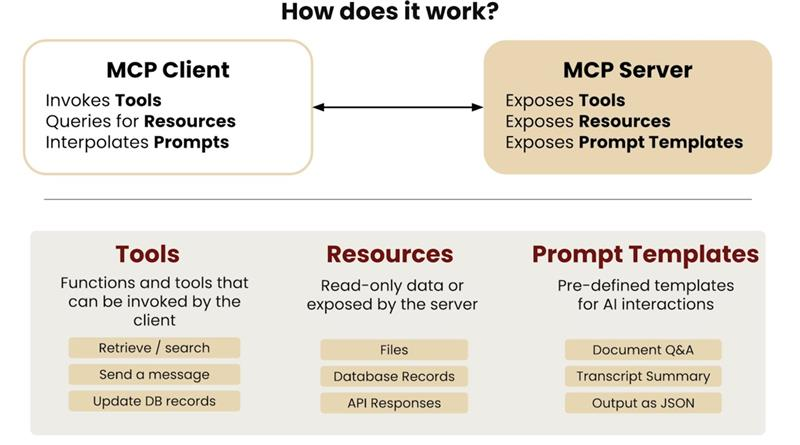 How does it work?
MCP Client
Invokes Tools
Queries for Resources
Interpolates Prompts
MCP Server
Exposes Tools
Exposes Resources
Exposes Prompt Templates
Tools
Functions and tools that
can be invoked by the
client
Retrieve / search
Send a message
Update DB records
Resources
Read-only data or
exposed by the server
Files
Database Records
API Responses
Prompt Templates
Pre-defined templates
for AI interactions
Document Q&A
Transcript Summary
Output as JSON